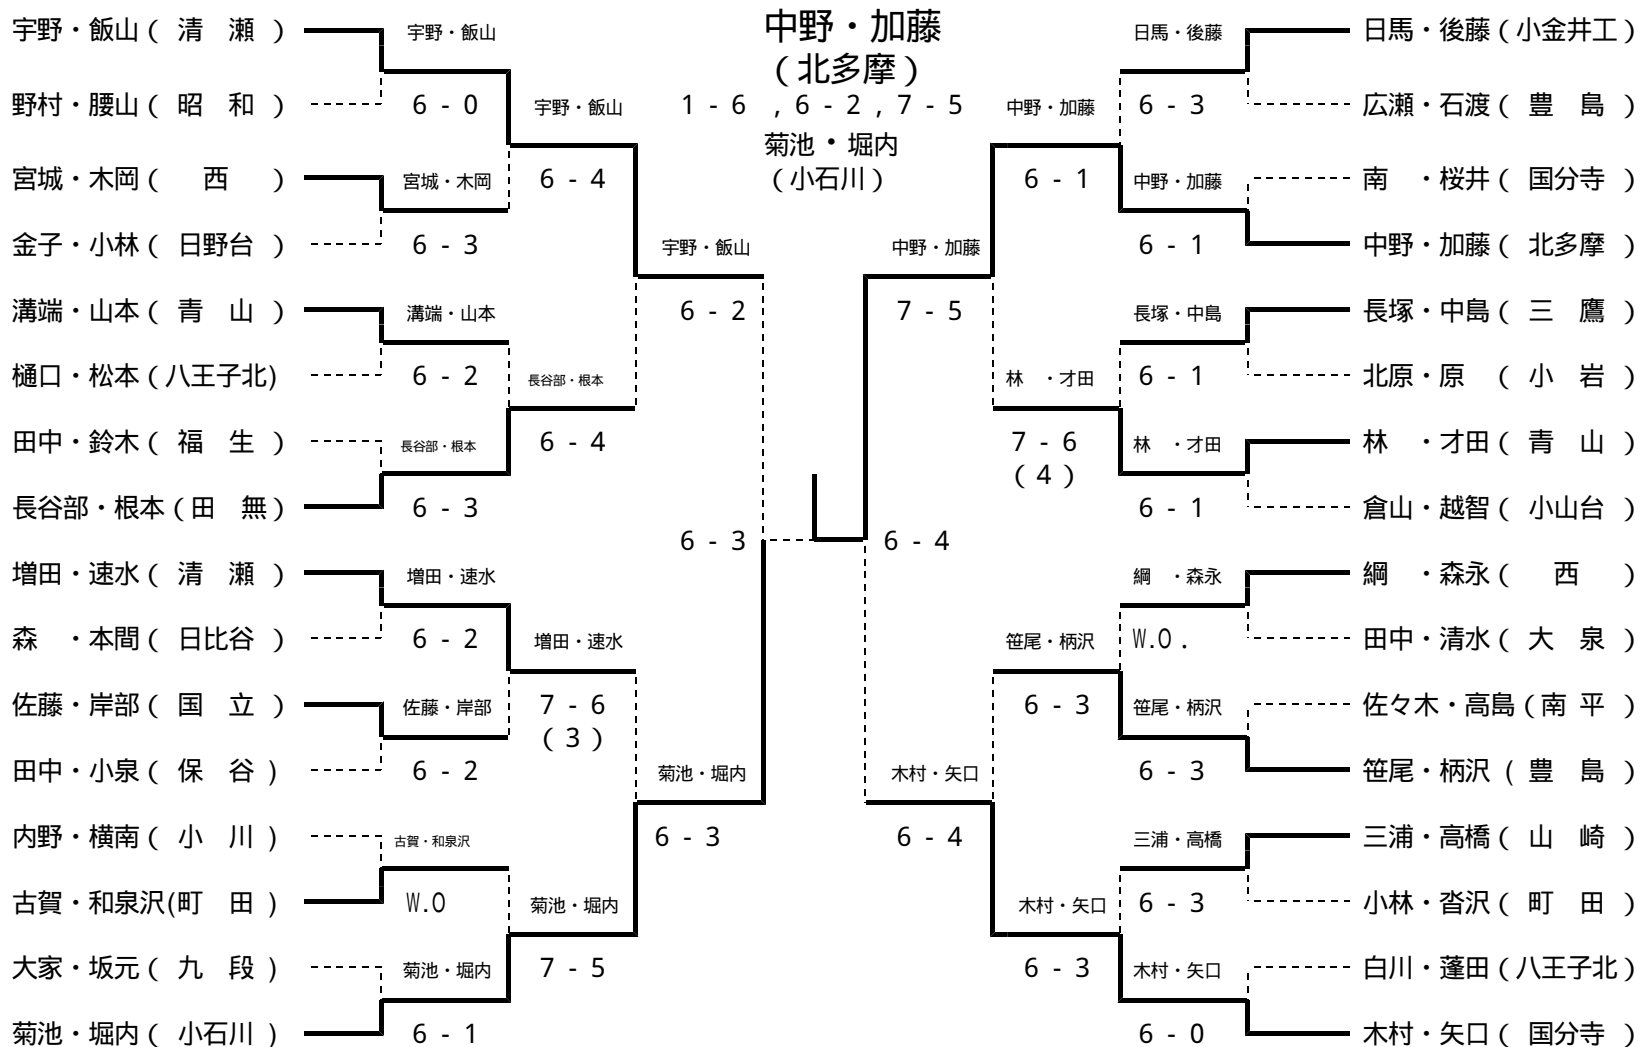 宇野・飯山 ( 清　瀬 ) 宇野・飯山 中野・加藤 日馬・後藤 日馬・後藤 ( 小金井工 )
( 北多摩 )
野村・腰山 ( 昭　和 ) 6 - 0 宇野・飯山 1 - 6 , 6 - 2 , 7 - 5 中野・加藤 6 - 3 広瀬・石渡 ( 豊　島 )
菊池・堀内
宮城・木岡 ( 西 ) 宮城・木岡 6 - 4 ( 小石川 ) 6 - 1 中野・加藤 南　・桜井 ( 国分寺 )
金子・小林 ( 日野台 ) 6 - 3 宇野・飯山 中野・加藤 6 - 1 中野・加藤 ( 北多摩 )
溝端・山本 ( 青　山 ) 溝端・山本 6 - 2 7 - 5 長塚・中島 長塚・中島 ( 三　鷹 )
樋口・松本 ( 八王子北) 6 - 2 長谷部・根本 林　・才田 6 - 1 北原・原　 ( 小　岩 )
田中・鈴木 ( 福　生 ) 長谷部・根本 6 - 4 7 - 6 林　・才田 林　・才田 ( 青　山 )
( 4 )
長谷部・根本 ( 田　無 ) 6 - 3 6 - 1 倉山・越智 ( 小山台 )
6 - 3 6 - 4
増田・速水 ( 清　瀬 ) 増田・速水 綱　・森永 綱　・森永 ( 西 )
森　・本間 ( 日比谷 ) 6 - 2 増田・速水 笹尾・柄沢 W.O . 田中・清水 ( 大　泉 )
佐藤・岸部 ( 国　立 ) 佐藤・岸部 7 - 6 6 - 3 笹尾・柄沢 佐々木・高島 ( 南 平 )
( 3 )
田中・小泉 ( 保　谷 ) 6 - 2 菊池・堀内 木村・矢口 6 - 3 笹尾・柄沢 ( 豊　島 )
内野・横南 ( 小　川 ) 古賀・和泉沢 6 - 3 6 - 4 三浦・高橋 三浦・高橋 ( 山　崎 )
古賀・和泉沢(町　田 ) W.O 菊池・堀内 木村・矢口 6 - 3 小林・沓沢 ( 町　田 )
大家・坂元 ( 九　段 ) 菊池・堀内 7 - 5 6 - 3 木村・矢口 白川・蓬田 ( 八王子北 )
菊池・堀内 ( 小石川 ) 6 - 1 6 - 0 木村・矢口 ( 国分寺 )